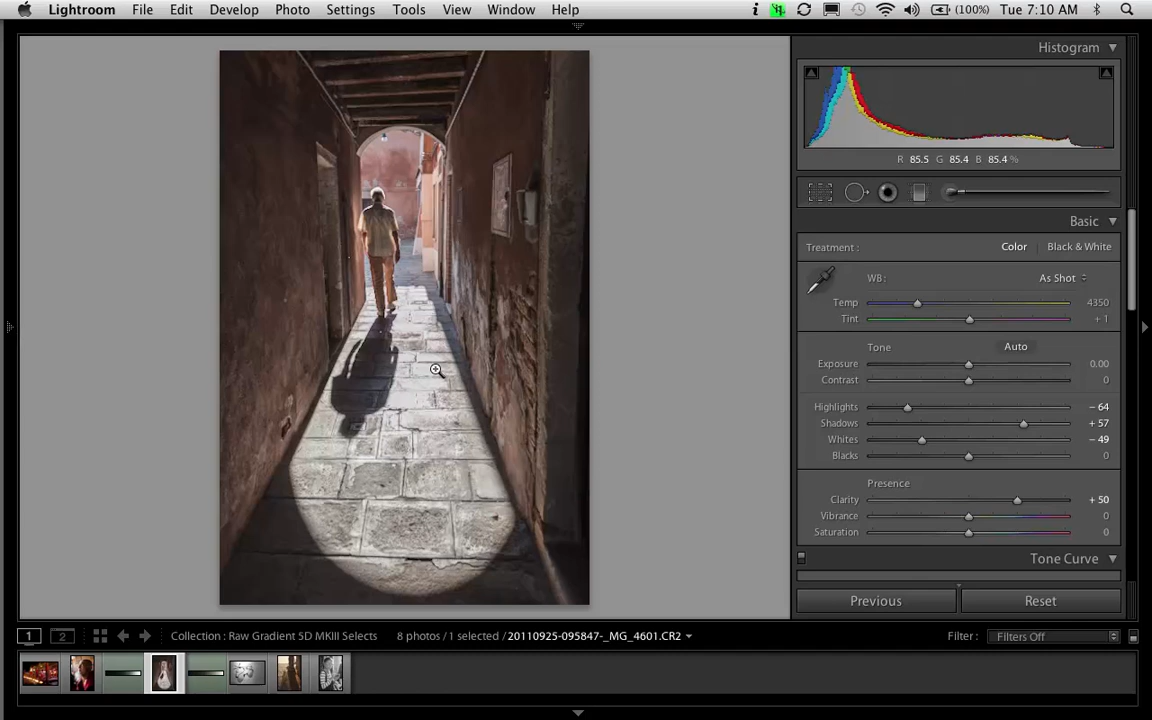 Lightroom File Edit Develop Photo Settings Tools View Window Help (100%) Tue 7:10 AM
Histogram
R 85.5 G 85.4 B 85.4 %
Basic
Treatment : Color Black & White
WB : As Shot
Temp 4350
Tint + 1
Tone Auto
Exposure 0.00
Contrast 0
Highlights − 64
Shadows + 57
Whites − 49
Blacks 0
Presence
Clarity + 50
Vibrance 0
Saturation 0
Tone Curve
Previous Reset
1 2 Collection : Raw Gradient 5D MKIII Selects 8 photos / 1 selected / 20110925-095847-_MG_4601.CR2 Filter : Filters Off